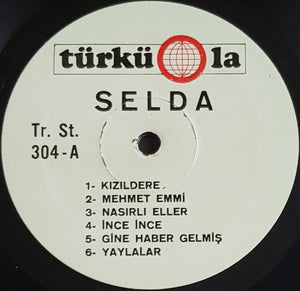 türkü la
SELDA
Tr. St.
304-A
1- KIZILDERE
2- MEHMET EMMİ
3- NASIRLI ELLER
4- İNCE İNCE
5- GİNE HABER GELMİŞ
6- YAYLALAR